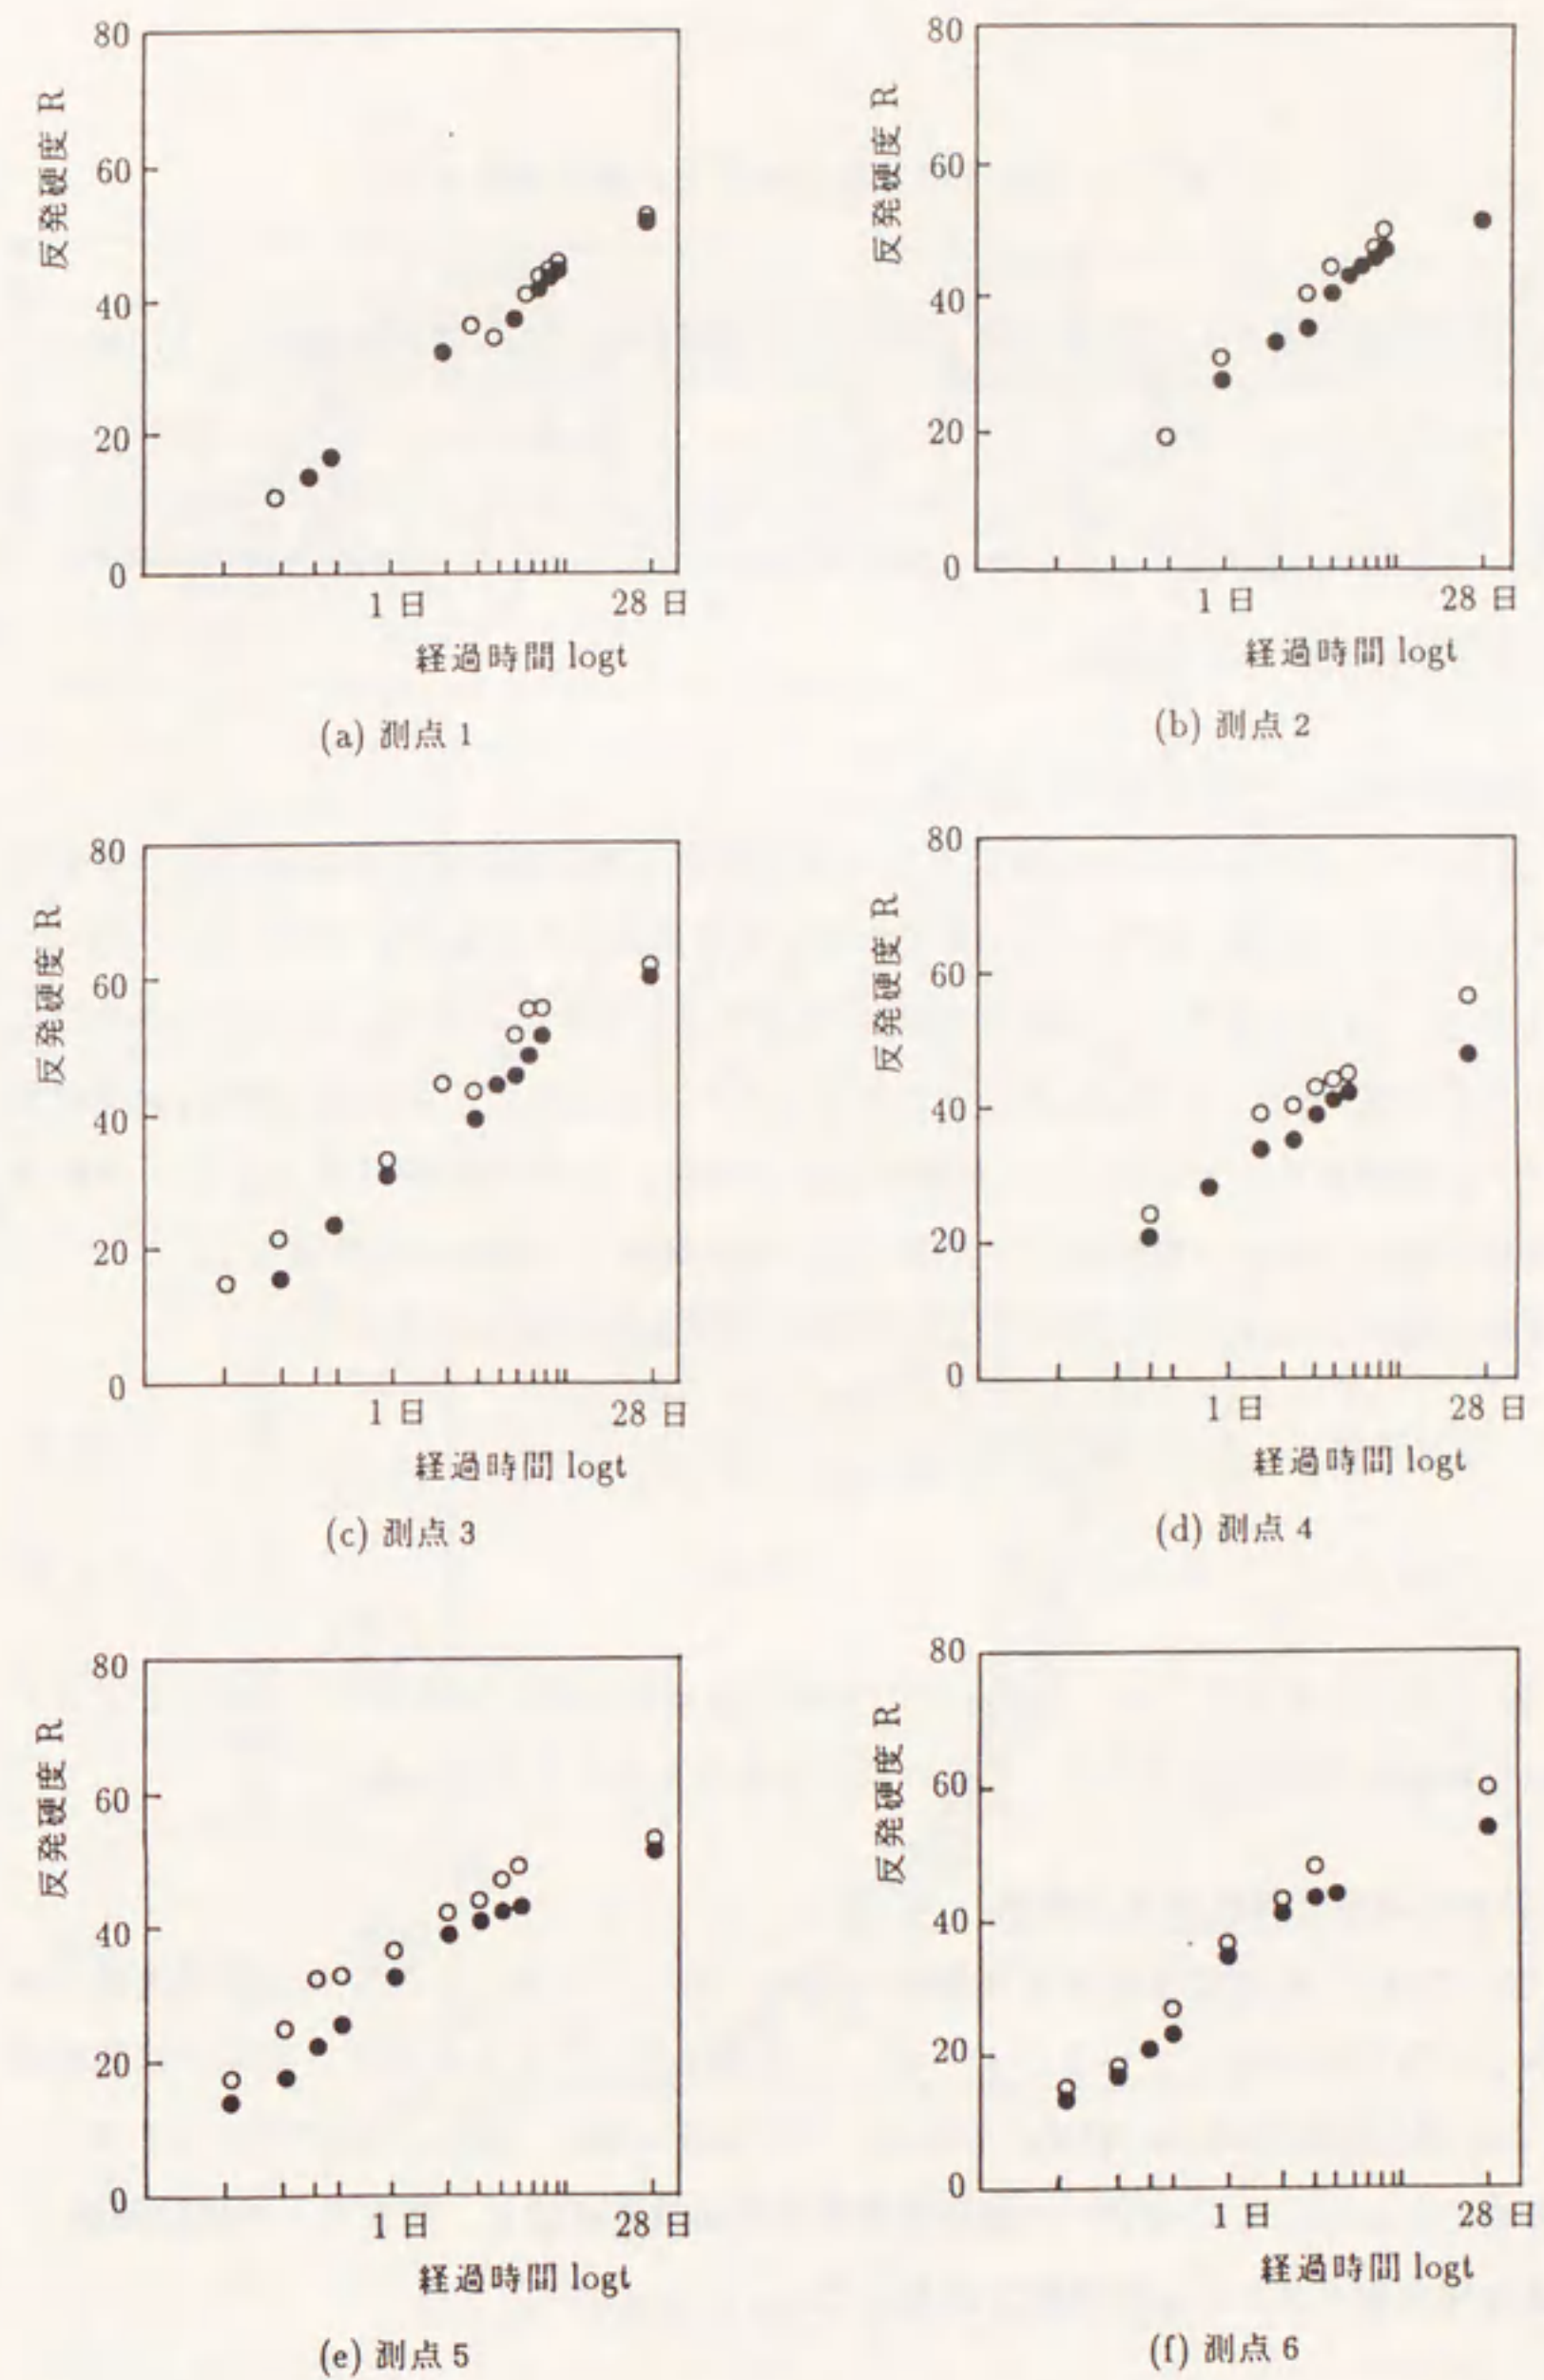 80
60
40
20
0
反発硬度 R
1 日
28 日
経過時間 logt
(a) 測点 1
80
60
40
20
0
反発硬度 R
1 日
28 日
経過時間 logt
(b) 測点 2
80
60
40
20
0
反発硬度 R
1 日
28 日
経過時間 logt
(c) 測点 3
80
60
40
20
0
反発硬度 R
1 日
28 日
経過時間 logt
(d) 測点 4
80
60
40
20
0
反発硬度 R
1 日
28 日
経過時間 logt
(e) 測点 5
80
60
40
20
0
反発硬度 R
1 日
28 日
経過時間 logt
(f) 測点 6